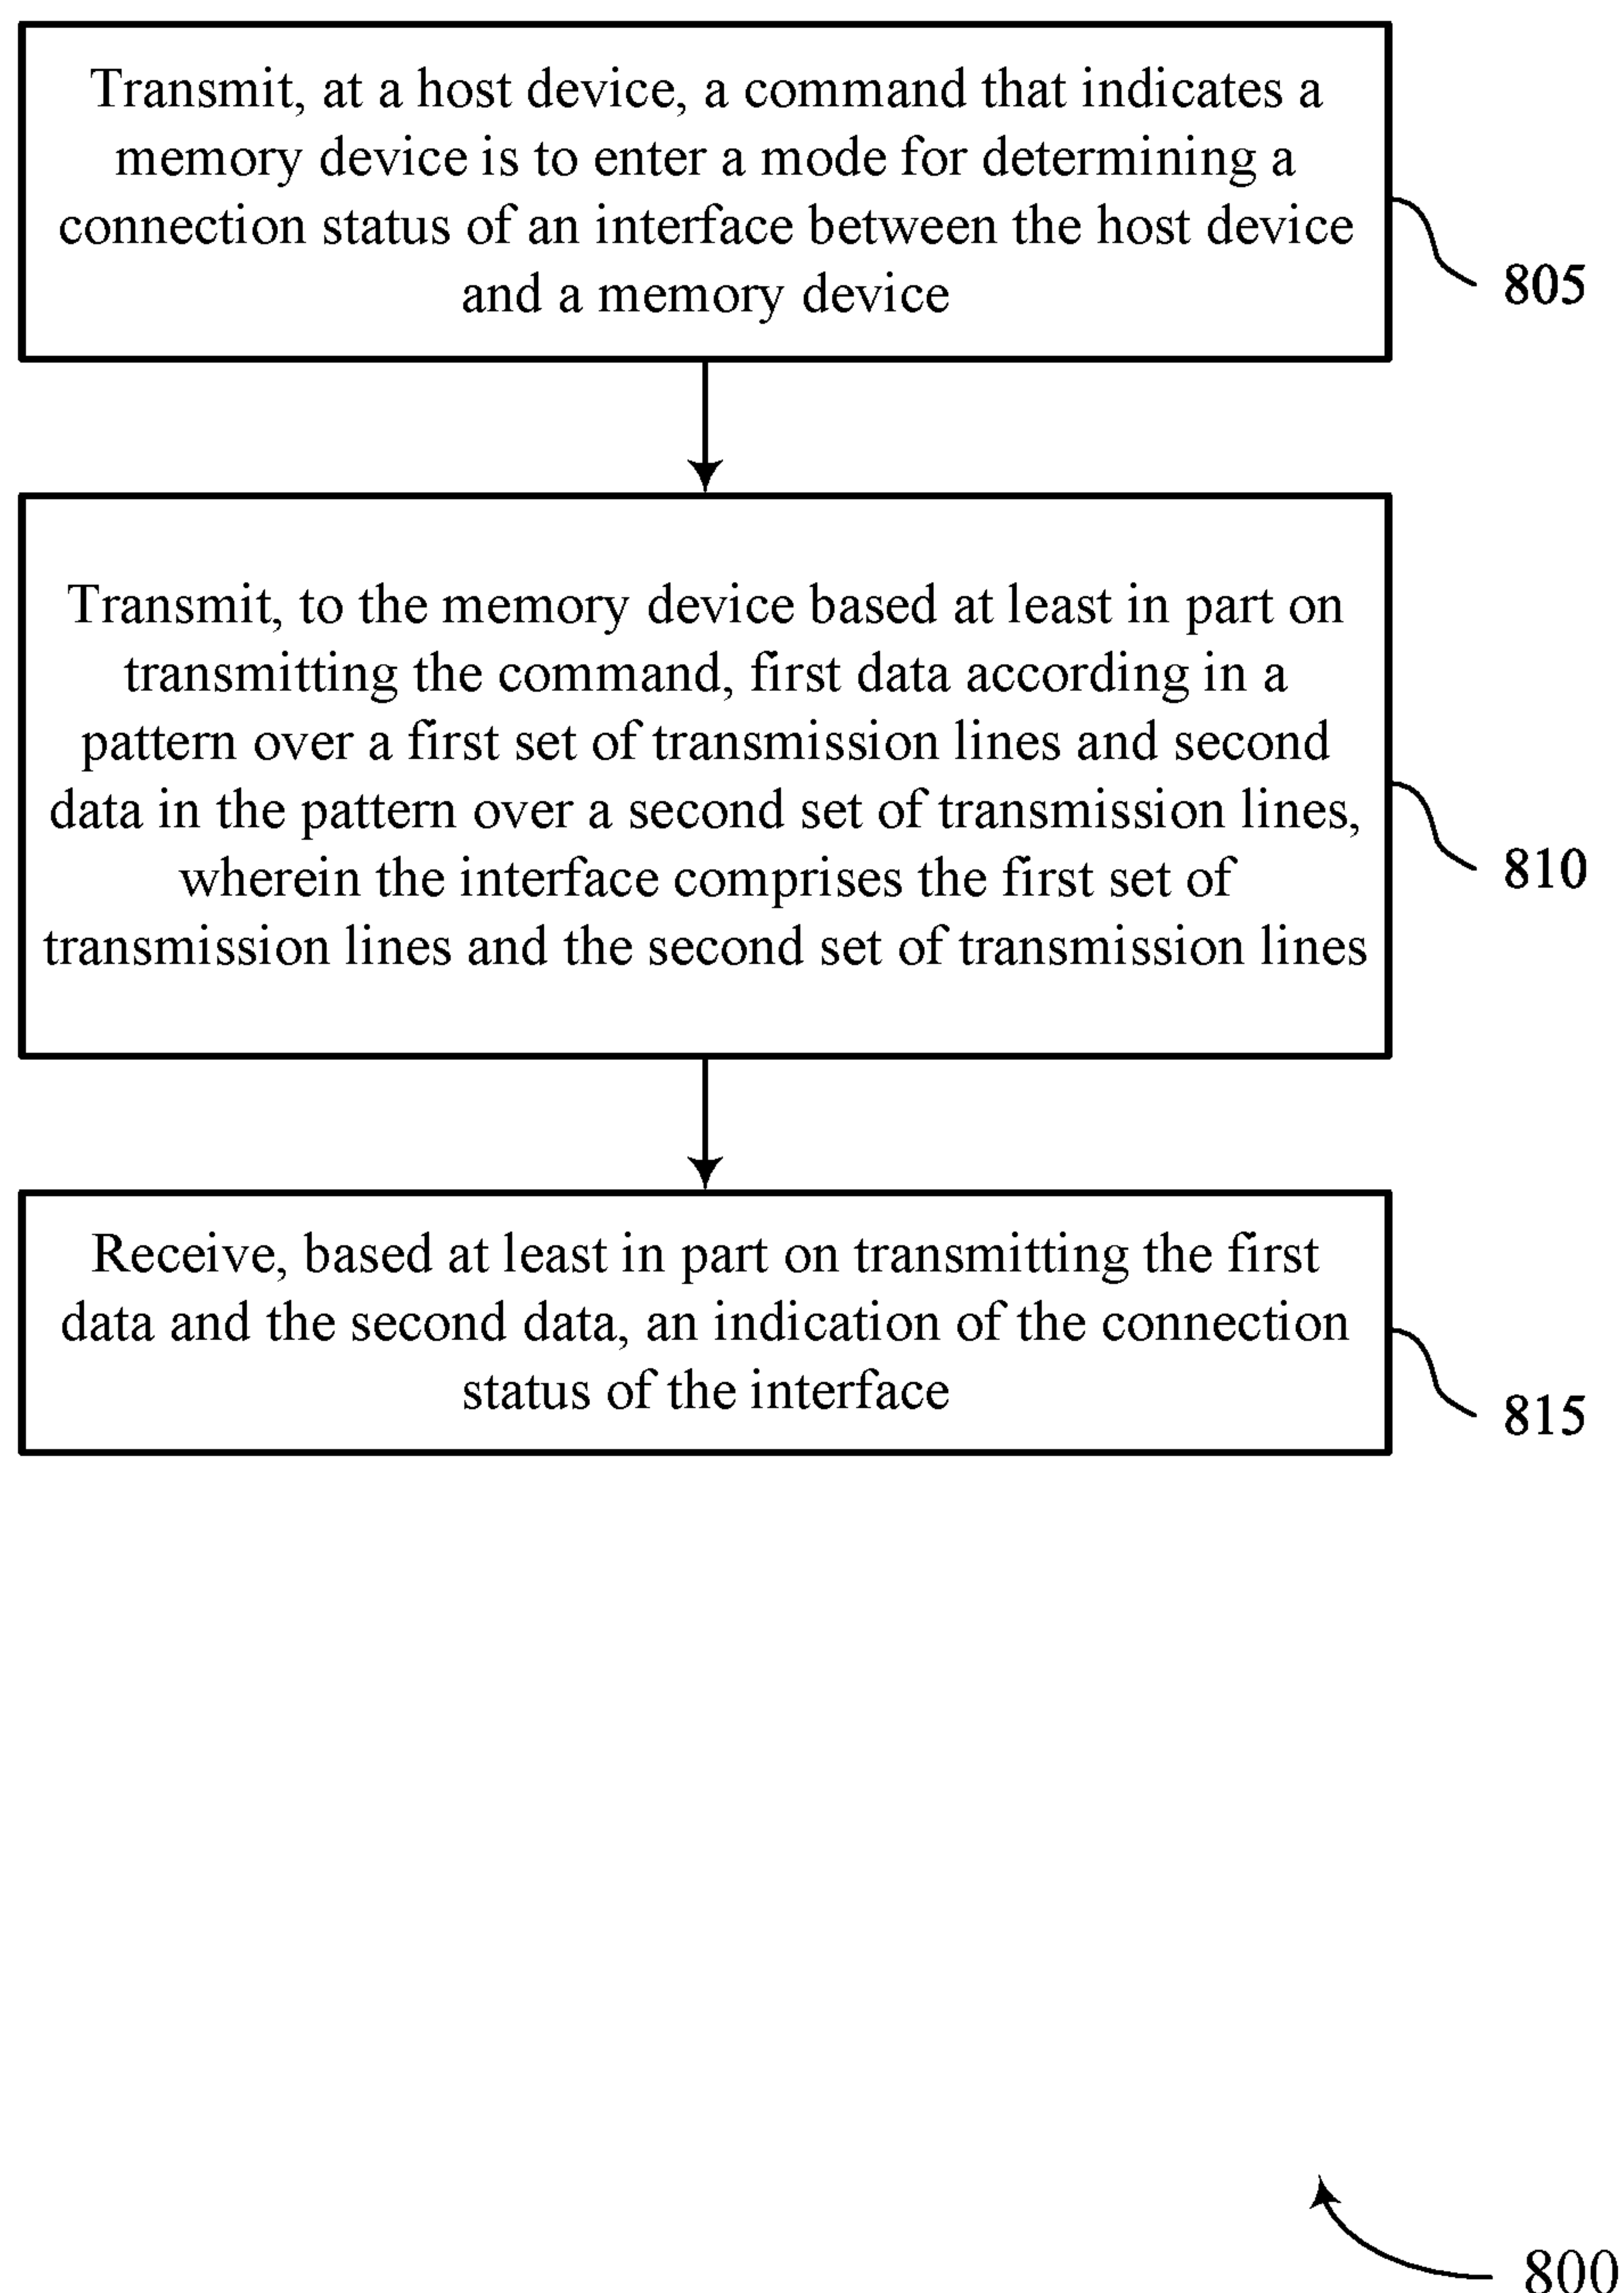 Transmit, at a host device, a command that indicates a
memory device is to enter a mode for determining a
connection status of an interface between the host device
and a memory device
805
Transmit, to the memory device based at least in part on
transmitting the command, first data according in a
pattern over a first set of transmission lines and second
data in the pattern over a second set of transmission lines,
wherein the interface comprises the first set of
transmission lines and the second set of transmission lines
810
Receive, based at least in part on transmitting the first
data and the second data, an indication of the connection
status of the interface
815
800